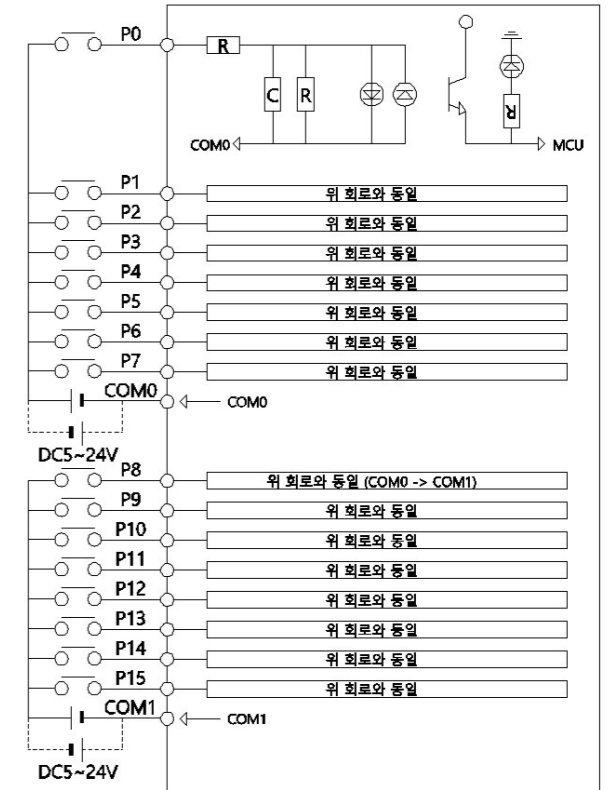 P0
R
C
R
R
COM0
MCU
P1
위 회로와 동일
P2
위 회로와 동일
P3
위 회로와 동일
P4
위 회로와 동일
P5
위 회로와 동일
P6
위 회로와 동일
P7
위 회로와 동일
COM0
COM0
DC5~24V
P8
위 회로와 동일 (COM0 -> COM1)
P9
위 회로와 동일
P10
위 회로와 동일
P11
위 회로와 동일
P12
위 회로와 동일
P13
위 회로와 동일
P14
위 회로와 동일
P15
위 회로와 동일
COM1
COM1
DC5~24V